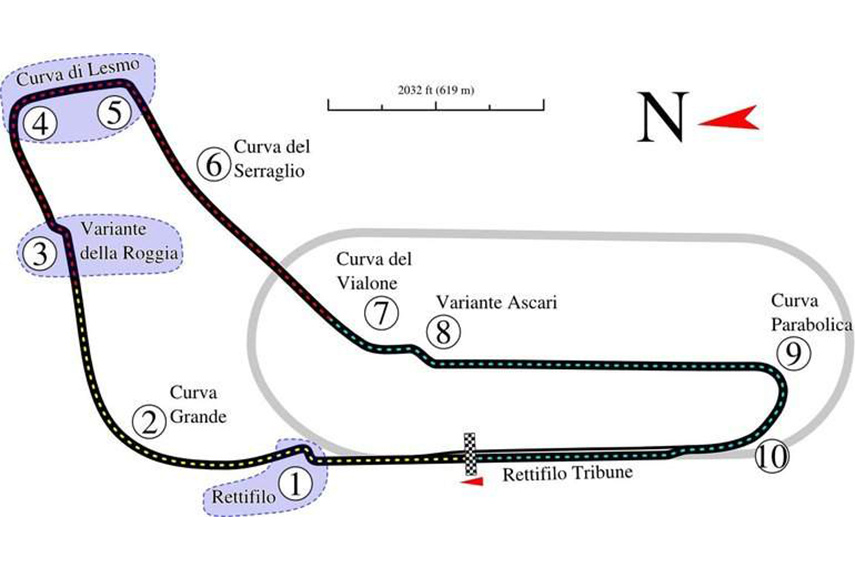 Curva di Lesmo
4
5
2032 ft (619 m)
N
6
Curva del
Serraglio
3
Variante
della Roggia
Curva del
Vialone
7
Variante Ascari
8
Curva
Parabolica
9
2
Curva
Grande
10
Rettifilo
1
Rettifilo Tribune